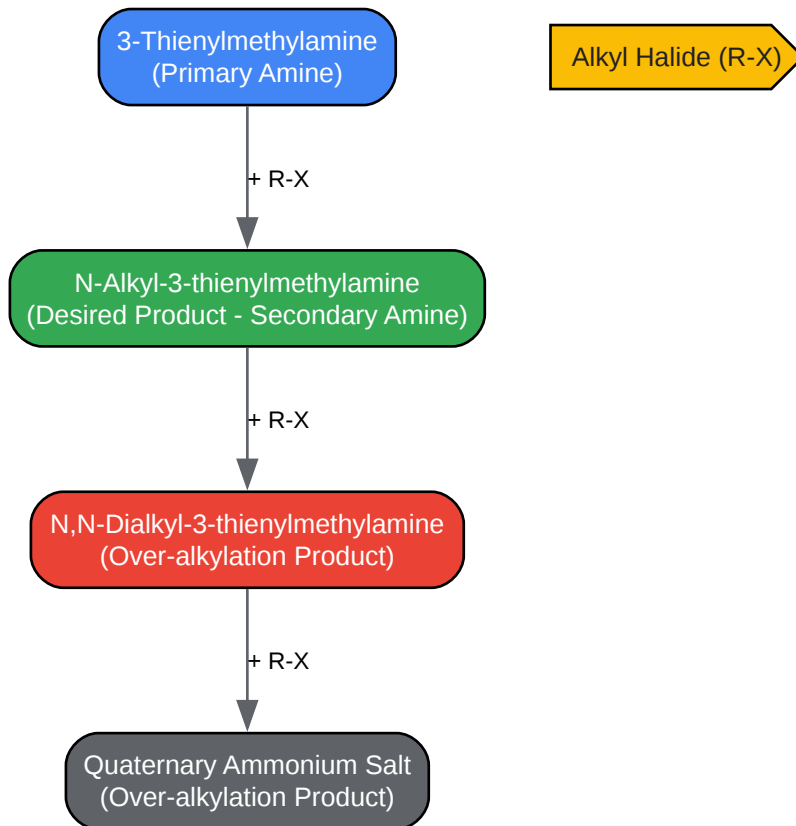 3-Thienylmethylamine
(Primary Amine)
Alkyl Halide (R-X)
+ R-X
N-Alkyl-3-thienylmethylamine
(Desired Product - Secondary Amine)
+ R-X
N,N-Dialkyl-3-thienylmethylamine
(Over-alkylation Product)
+ R-X
Quaternary Ammonium Salt
(Over-alkylation Product)